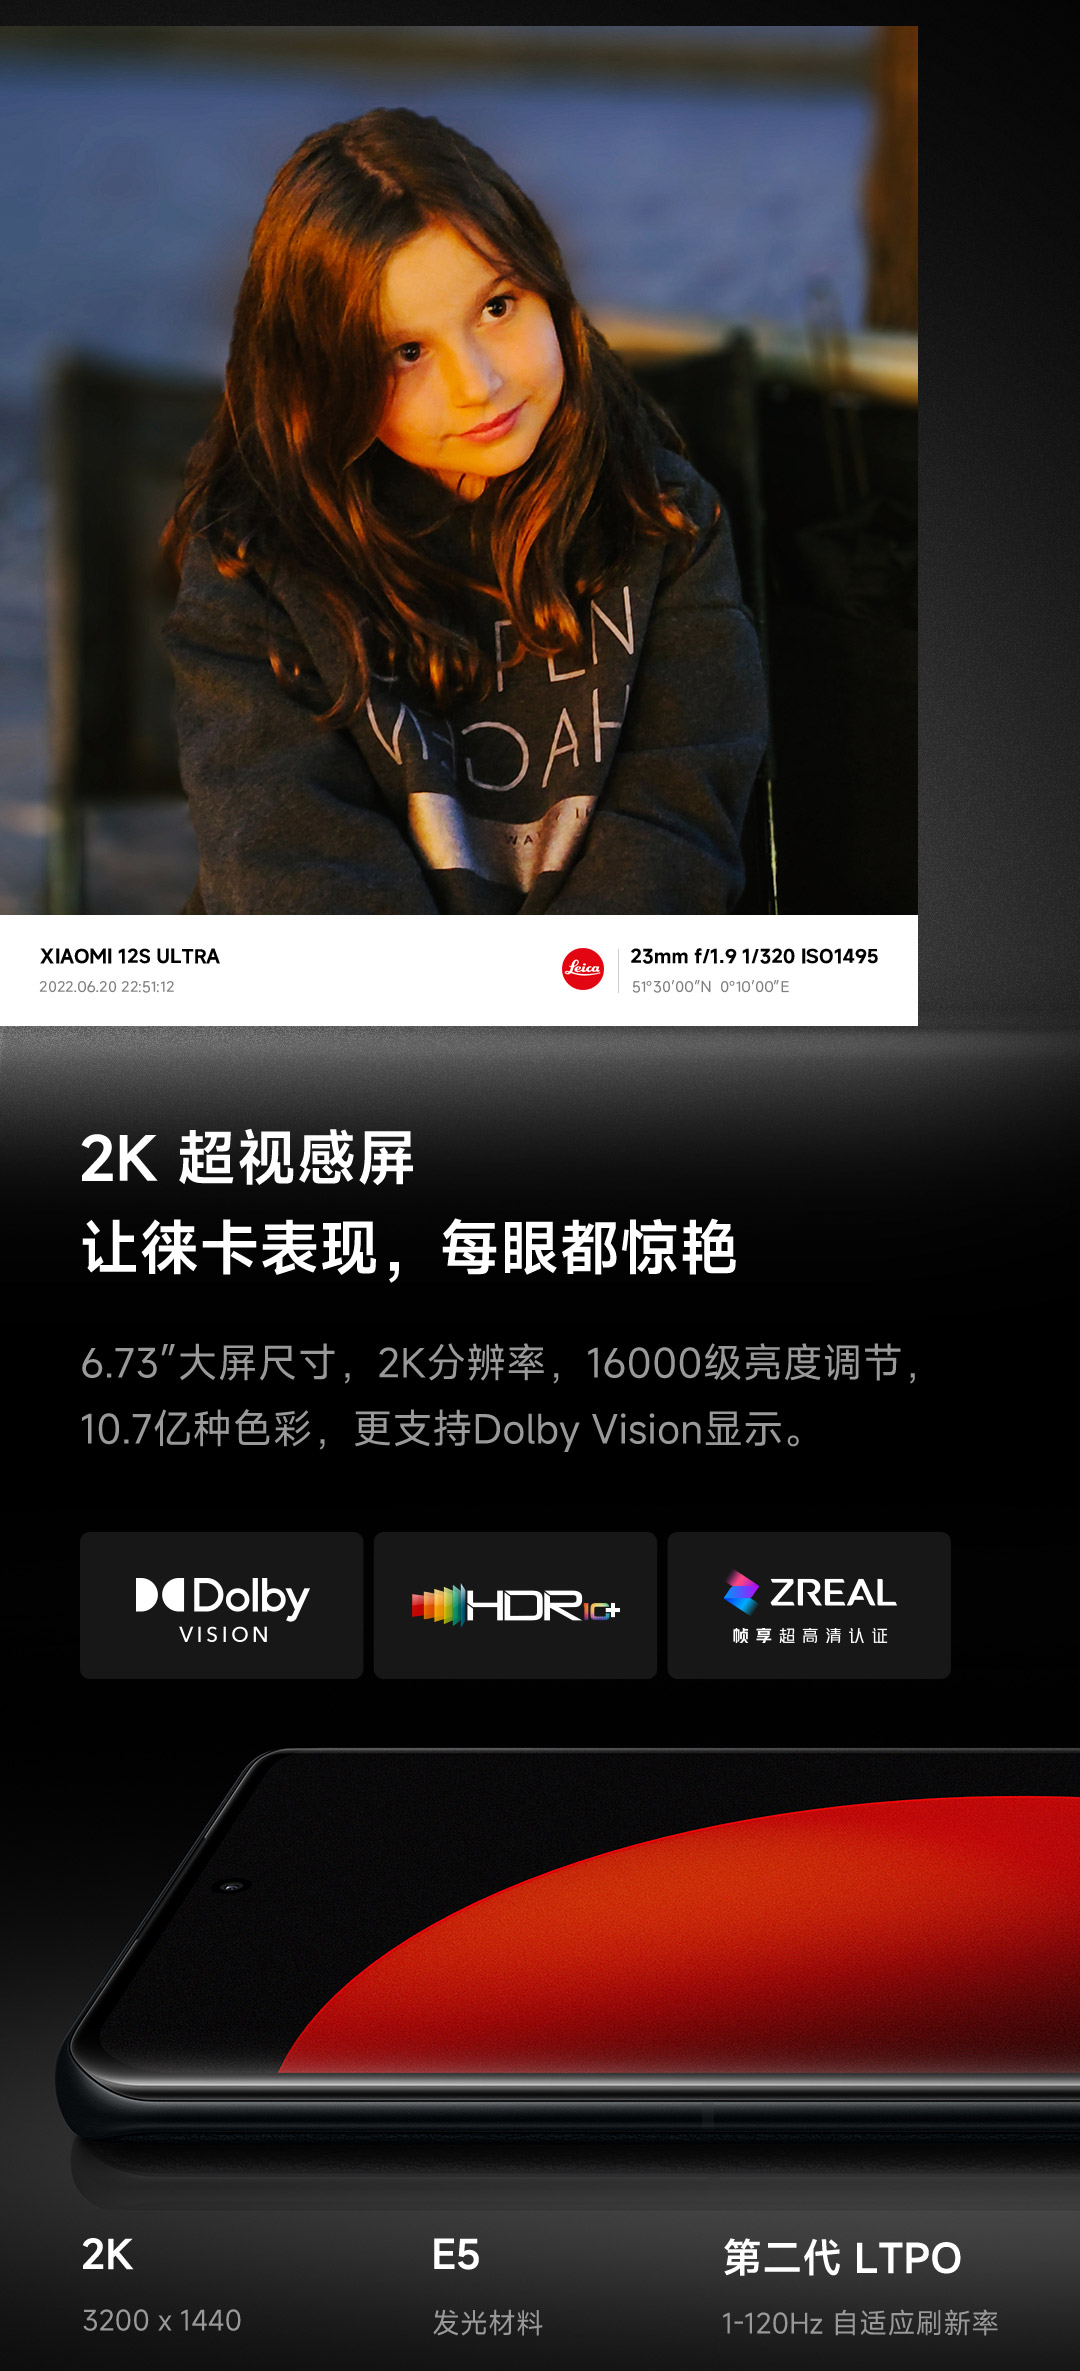 PEN
WHOAH
WAY
XIAOMI 12S ULTRA
2022.06.20 22:51:12
Leica
23mm f/1.9 1/320 ISO1495
51°30'00"N 0°10'00"E
2K 超视感屏
让徕卡表现，每眼都惊艳
6.73"大屏尺寸，2K分辨率，16000级亮度调节，
10.7亿种色彩，更支持Dolby Vision显示。
Dolby
VISION
HDR10+
ZREAL
帧享超高清认证
2K
3200 x 1440
E5
发光材料
第二代 LTPO
1-120Hz 自适应刷新率